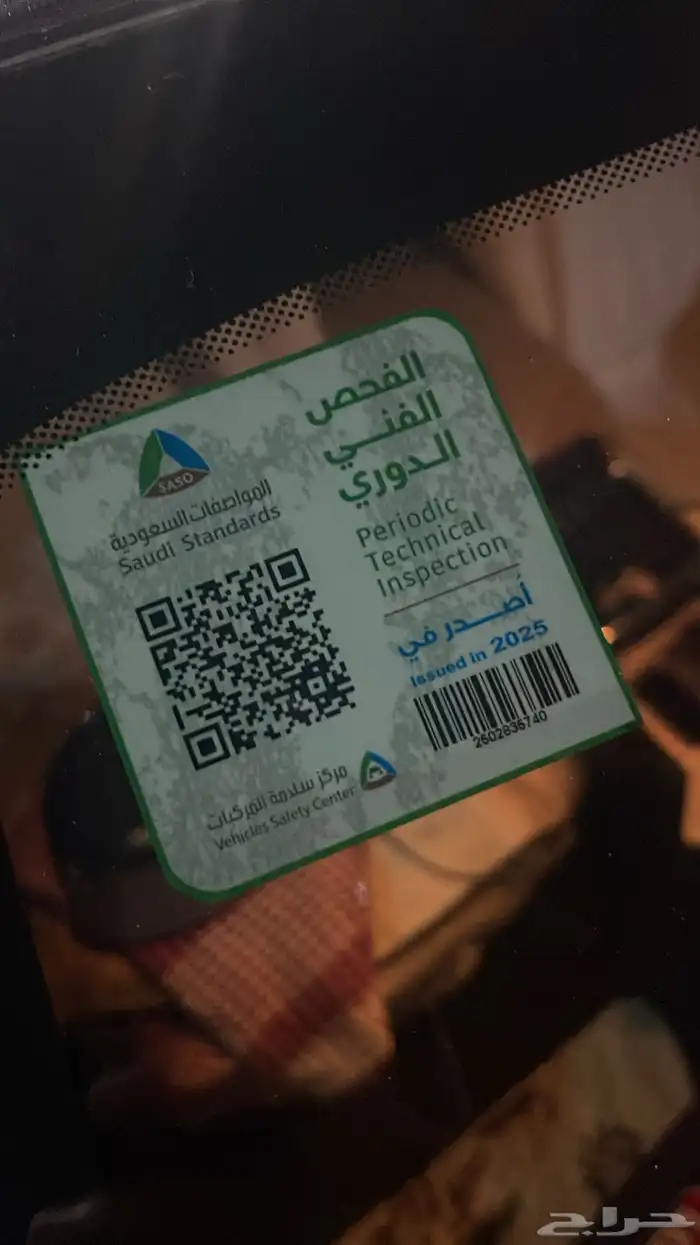 الفحص
الفني
الدوري
Periodic
Technical
Inspection
أصدر في
Issued in 2025
2602836740
SASO
المواصفات السعودية
Saudi Standards
مركز سلامة المركبات
Vehicles Safety Center
حراج